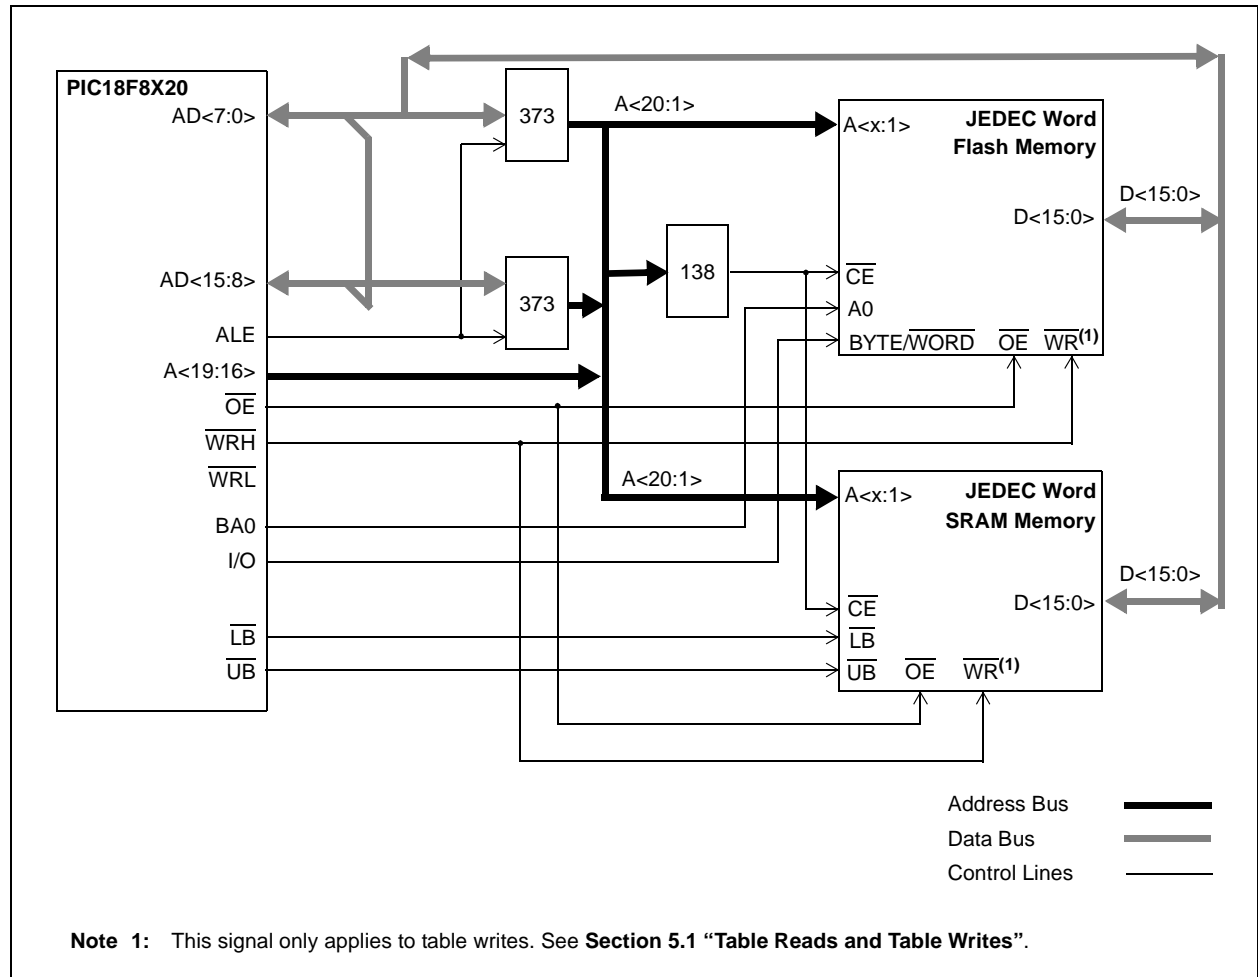 PIC18F8X20
AD<7:0>
373
A<20:1>
A<x:1>
JEDEC Word
Flash Memory
D<15:0>
D<15:0>
138
AD<15:8>
373
CE
A0
BYTE/WORD
OE
WR(1)
ALE
A<19:16>
OE
WRH
WRL
BA0
I/O
LB
UB
A<20:1>
A<x:1>
JEDEC Word
SRAM Memory
D<15:0>
D<15:0>
CE
LB
UB
OE
WR(1)
Address Bus
Data Bus
Control Lines
Note 1: This signal only applies to table writes. See Section 5.1 “Table Reads and Table Writes”.